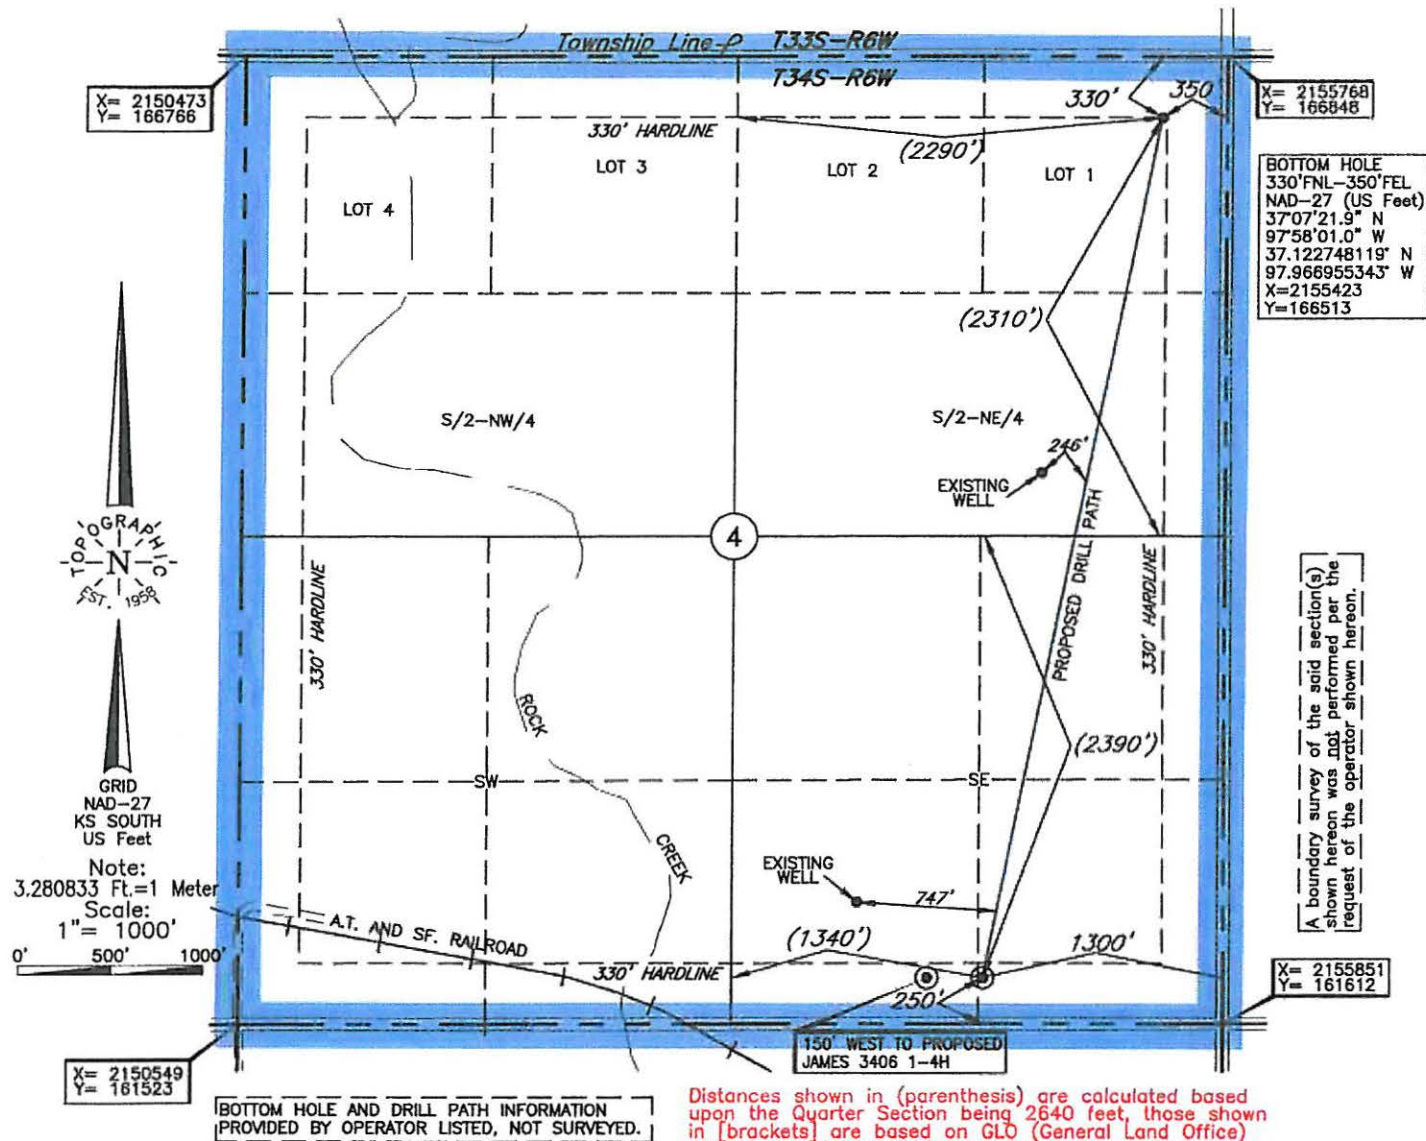 Township Line
T33S-R6W
T34S-R6W
X= 2150473
Y= 166766
X= 2155768
Y= 166848
330'
350
330' HARDLINE
(2290')
LOT 3
LOT 2
LOT 1
LOT 4
BOTTOM HOLE
330'FNL-350'FEL
NAD-27 (US Feet)
37°07'21.9" N
97°58'01.0" W
37.122748119° N
97.966955343° W
X=2155423
Y=166513
(2310')
S/2-NW/4
S/2-NE/4
246'
EXISTING
WELL
PROPOSED DRILL PATH
4
TOPOGRAPHIC
N
EST. 1958
330' HARDLINE
330' HARDLINE
A boundary survey of the said section(s)
shown hereon was not performed per the
request of the operator shown hereon.
ROCK
CREEK
(2390')
SW
SE
GRID
NAD-27
KS SOUTH
US Feet
Note:
3.280833 Ft.=1 Meter
Scale:
1"= 1000'
0' 500' 1000'
EXISTING
WELL
747'
A.T. AND SF. RAILROAD
(1340')
1300'
330' HARDLINE
250'
X= 2155851
Y= 161612
150' WEST TO PROPOSED
JAMES 3406 1-4H
X= 2150549
Y= 161523
BOTTOM HOLE AND DRILL PATH INFORMATION
PROVIDED BY OPERATOR LISTED, NOT SURVEYED.
Distances shown in (parenthesis) are calculated based
upon the Quarter Section being 2640 feet, those shown
in [brackets] are based on GLO (General Land Office)